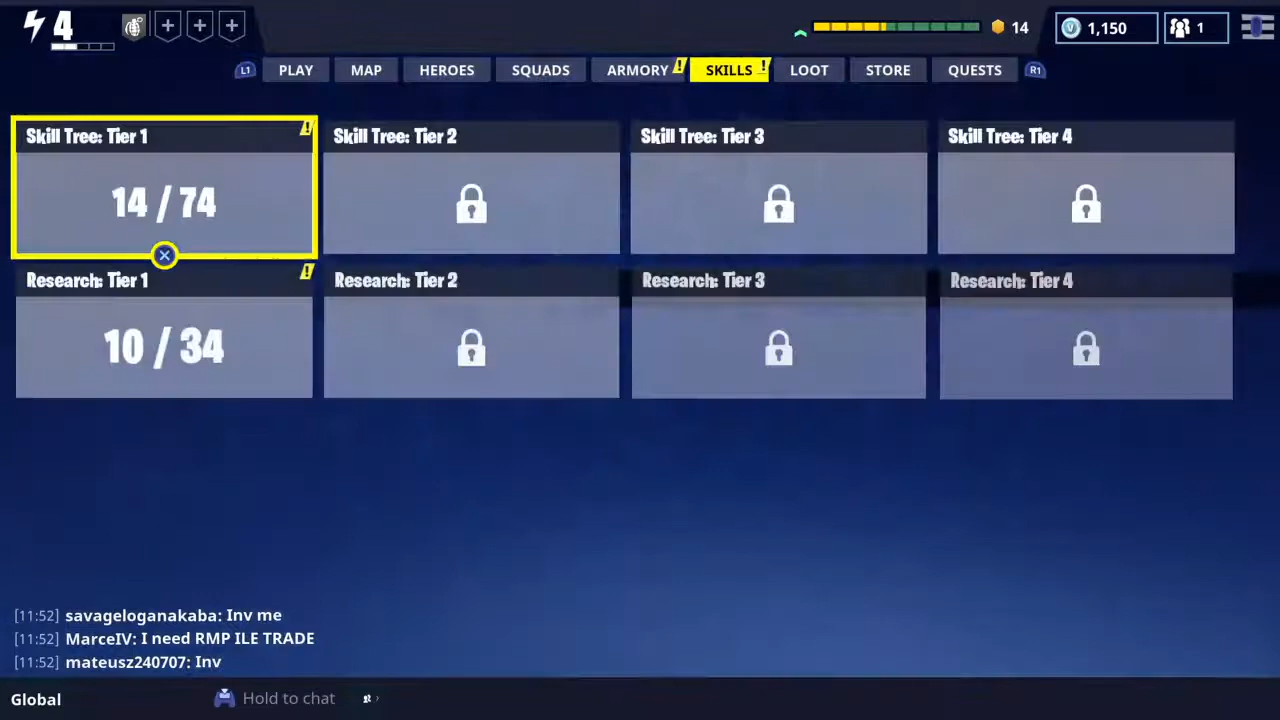 4
14
1,150
1
L1
PLAY
MAP
HEROES
SQUADS
ARMORY
SKILLS
LOOT
STORE
QUESTS
R1
Skill Tree: Tier 1
Skill Tree: Tier 2
Skill Tree: Tier 3
Skill Tree: Tier 4
14 / 74
Research: Tier 1
Research: Tier 2
Research: Tier 3
Research: Tier 4
10 / 34
[11:52] savageloganakaba: Inv me
[11:52] MarceIV: I need RMP ILE TRADE
[11:52] mateusz240707: Inv
Global
Hold to chat